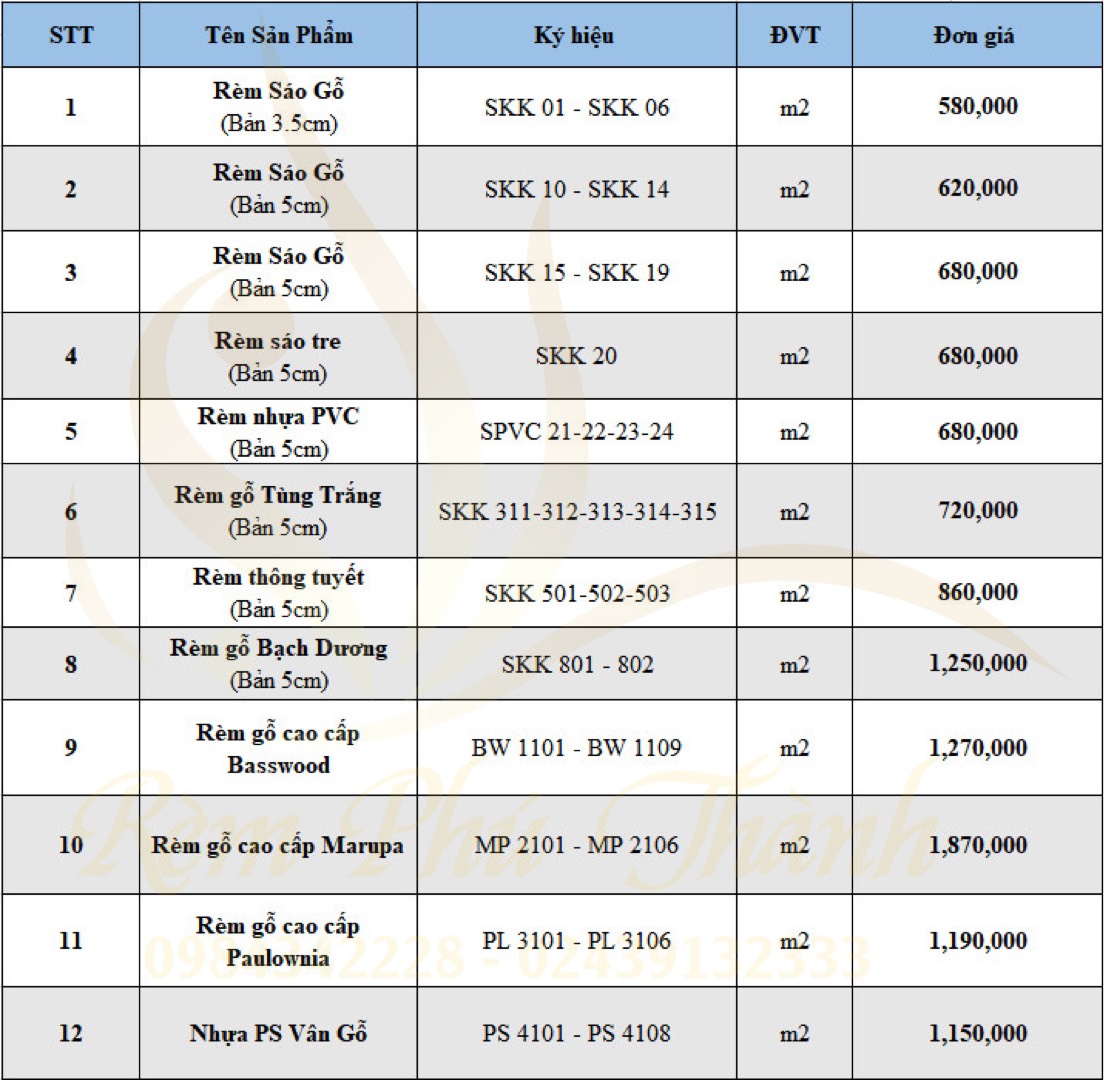 STT Tên Sản Phẩm Ký hiệu ĐVT Đơn giá
1 Rèm Sáo Gỗ (Bản 3.5cm) SKK 01 - SKK 06 m2 580,000
2 Rèm Sáo Gỗ (Bản 5cm) SKK 10 - SKK 14 m2 620,000
3 Rèm Sáo Gỗ (Bản 5cm) SKK 15 - SKK 19 m2 680,000
4 Rèm sáo tre (Bản 5cm) SKK 20 m2 680,000
5 Rèm nhựa PVC (Bản 5cm) SPVC 21-22-23-24 m2 680,000
6 Rèm gỗ Tùng Trắng (Bản 5cm) SKK 311-312-313-314-315 m2 720,000
7 Rèm thông tuyết (Bản 5cm) SKK 501-502-503 m2 860,000
8 Rèm gỗ Bạch Dương (Bản 5cm) SKK 801 - 802 m2 1,250,000
9 Rèm gỗ cao cấp Basswood BW 1101 - BW 1109 m2 1,270,000
10 Rèm gỗ cao cấp Marupa MP 2101 - MP 2106 m2 1,870,000
11 Rèm gỗ cao cấp Paulownia PL 3101 - PL 3106 m2 1,190,000
12 Nhựa PS Vân Gỗ PS 4101 - PS 4108 m2 1,150,000
Rèm Phú Thành
0984342228 - 02439132333